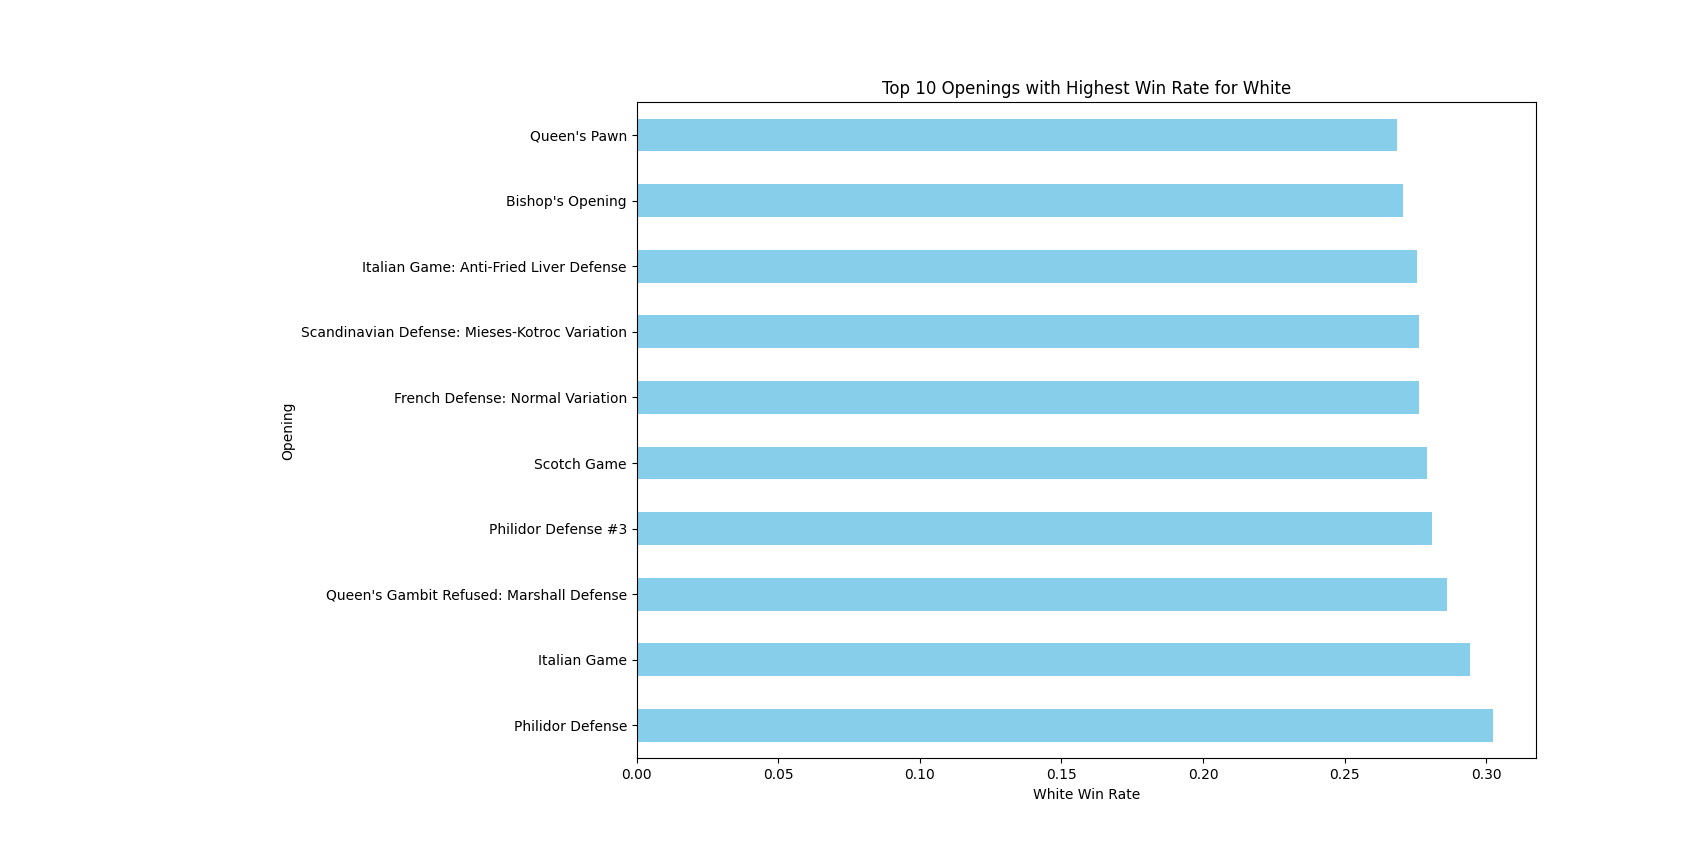 Top 10 Openings with Highest Win Rate for White
Queen's Pawn
Bishop's Opening
Italian Game: Anti-Fried Liver Defense
Scandinavian Defense: Mieses-Kotroc Variation
French Defense: Normal Variation
Opening
Scotch Game
Philidor Defense #3
Queen's Gambit Refused: Marshall Defense
Italian Game
Philidor Defense
0.00 0.05 0.10 0.15 0.20 0.25 0.30
White Win Rate